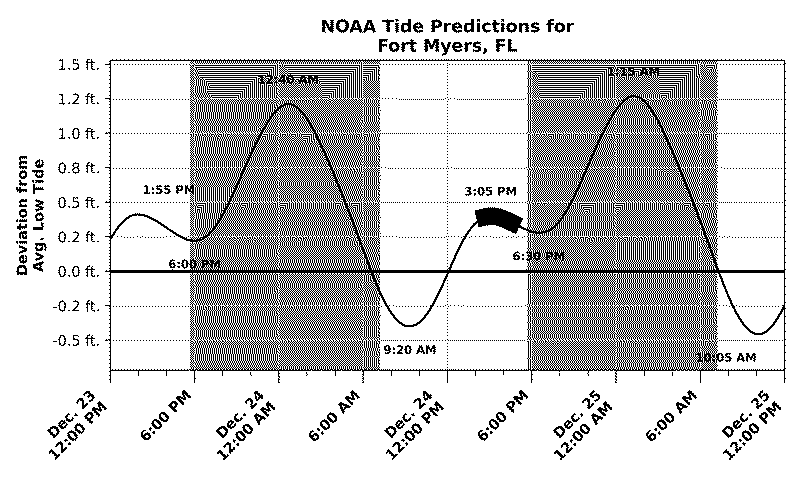 NOAA Tide Predictions for
Fort Myers, FL
Deviation from
Avg. Low Tide
1.5 ft.
1.2 ft.
1.0 ft.
0.8 ft.
0.5 ft.
0.2 ft.
0.0 ft.
-0.2 ft.
-0.5 ft.
12:40 AM
1:15 AM
1:55 PM
3:05 PM
6:00 PM
6:30 PM
9:20 AM
10:05 AM
Dec. 23
12:00 PM
6:00 PM
Dec. 24
12:00 AM
6:00 AM
Dec. 24
12:00 PM
6:00 PM
Dec. 25
12:00 AM
6:00 AM
Dec. 25
12:00 PM